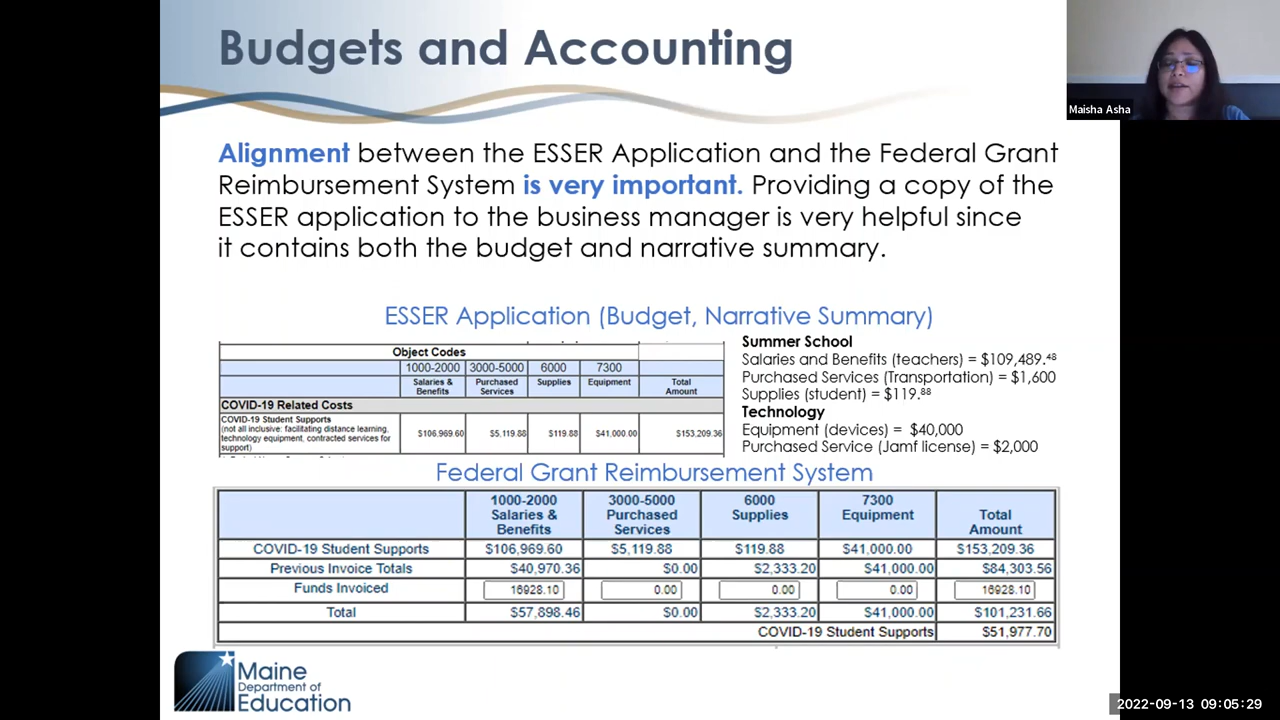 Budgets and Accounting
Maisha Asha
Alignment between the ESSER Application and the Federal Grant
Reimbursement System is very important. Providing a copy of the
ESSER application to the business manager is very helpful since
it contains both the budget and narrative summary.
ESSER Application (Budget, Narrative Summary)
Object Codes
1000-2000 3000-5000 6000 7300
Salaries & Benefits Purchased Services Supplies Equipment Total Amount
COVID-19 Related Costs
COVID-19 Student Supports
(not all inclusive: facilitating distance learning,
technology equipment, contracted services for
support)
$106,969.60 $5,119.88 $119.88 $41,000.00 $153,209.36
Summer School
Salaries and Benefits (teachers) = $109,489.48
Purchased Services (Transportation) = $1,600
Supplies (student) = $119.88
Technology
Equipment (devices) = $40,000
Purchased Service (Jamf license) = $2,000
Federal Grant Reimbursement System
1000-2000 3000-5000 6000 7300
Salaries & Purchased Supplies Equipment Total
Benefits Services Amount
COVID-19 Student Supports $106,969.60 $5,119.88 $119.88 $41,000.00 $153,209.36
Previous Invoice Totals $40,970.36 $0.00 $2,333.20 $41,000.00 $84,303.56
Funds Invoiced 16928.10 0.00 0.00 0.00 16928.10
Total $57,898.46 $0.00 $2,333.20 $41,000.00 $101,231.66
COVID-19 Student Supports $51,977.70
Maine
Department of
Education
2022-09-13 09:05:29